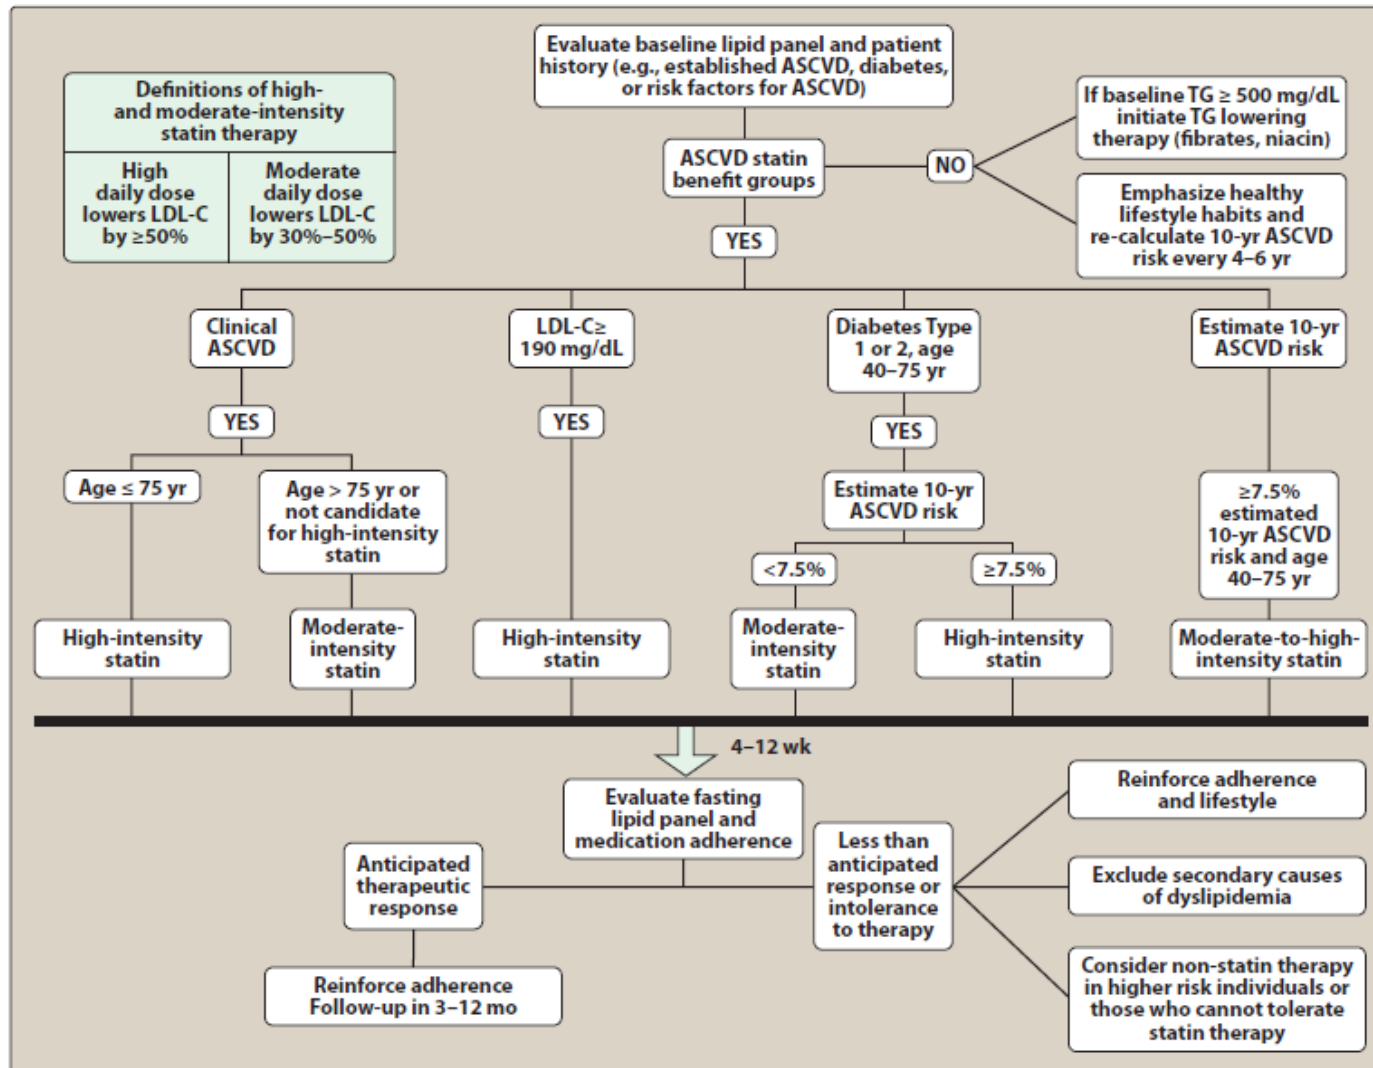 Evaluate baseline lipid panel and patient
history (e.g., established ASCVD, diabetes,
or risk factors for ASCVD)
Definitions of high-
and moderate-intensity
statin therapy
High
daily dose
lowers LDL-C
by ≥50%
Moderate
daily dose
lowers LDL-C
by 30%–50%
ASCVD statin
benefit groups
NO
If baseline TG ≥ 500 mg/dL
initiate TG lowering
therapy (fibrates, niacin)
Emphasize healthy
lifestyle habits and
re-calculate 10-yr ASCVD
risk every 4–6 yr
YES
Clinical
ASCVD
YES
Age ≤ 75 yr
High-intensity
statin
Age > 75 yr or
not candidate
for high-intensity
statin
Moderate-
intensity
statin
LDL-C≥
190 mg/dL
YES
High-intensity
statin
Diabetes Type
1 or 2, age
40–75 yr
YES
Estimate 10-yr
ASCVD risk
<7.5%
Moderate-
intensity
statin
≥7.5%
High-intensity
statin
Estimate 10-yr
ASCVD risk
≥7.5%
estimated
10-yr ASCVD
risk and age
40–75 yr
Moderate-to-high-
intensity statin
4–12 wk
Evaluate fasting
lipid panel and
medication adherence
Anticipated
therapeutic
response
Reinforce adherence
Follow-up in 3–12 mo
Less than
anticipated
response or
intolerance
to therapy
Reinforce adherence
and lifestyle
Exclude secondary causes
of dyslipidemia
Consider non-statin therapy
in higher risk individuals or
those who cannot tolerate
statin therapy